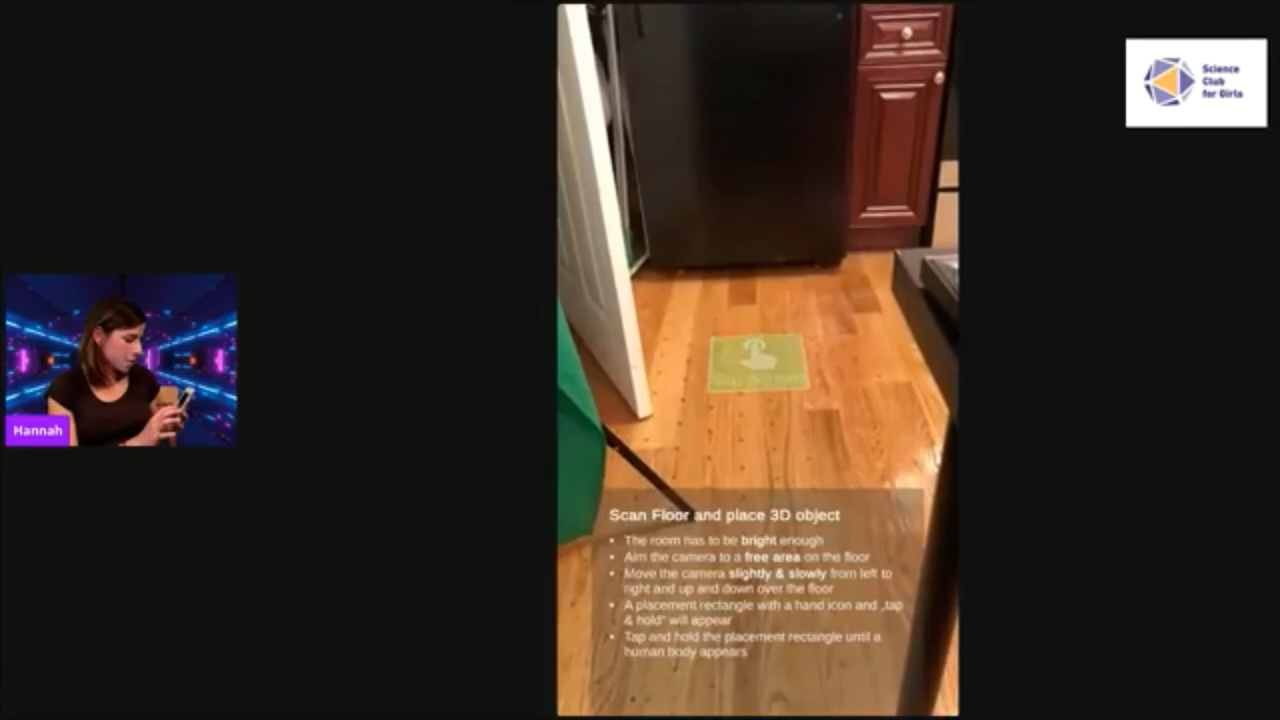 Science
Club
for Girls
Hannah
Scan Floor and place 3D object
• The room has to be bright enough
• Aim the camera to a free area on the floor
• Move the camera slightly & slowly from left to
right and up and down over the floor
• A placement rectangle with a hand icon and „tap
& hold" will appear
• Tap and hold the placement rectangle until a
human body appears